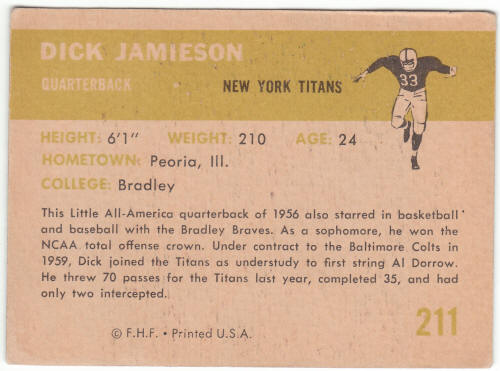 DICK JAMIESON
QUARTERBACK
NEW YORK TITANS
33
HEIGHT: 6'1" WEIGHT: 210 AGE: 24
HOMETOWN: Peoria, Ill.
COLLEGE: Bradley
This Little All-America quarterback of 1956 also starred in basketball
and baseball with the Bradley Braves. As a sophomore, he won the
NCAA total offense crown. Under contract to the Baltimore Colts in
1959, Dick joined the Titans as understudy to first string Al Dorrow.
He threw 70 passes for the Titans last year, completed 35, and had
only two intercepted.
211
© F.H.F. • Printed U.S.A.